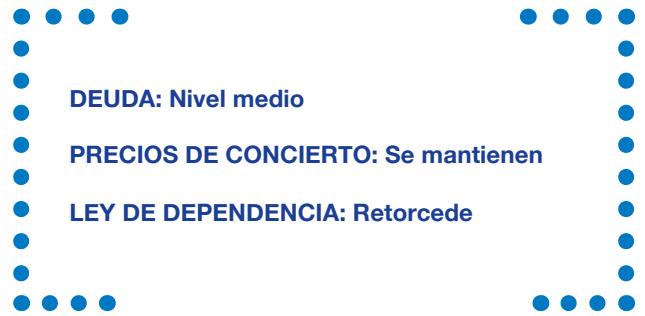 DEUDA: Nivel medio
PRECIOS DE CONCIERTO: Se mantienen
LEY DE DEPENDENCIA: Retorcede